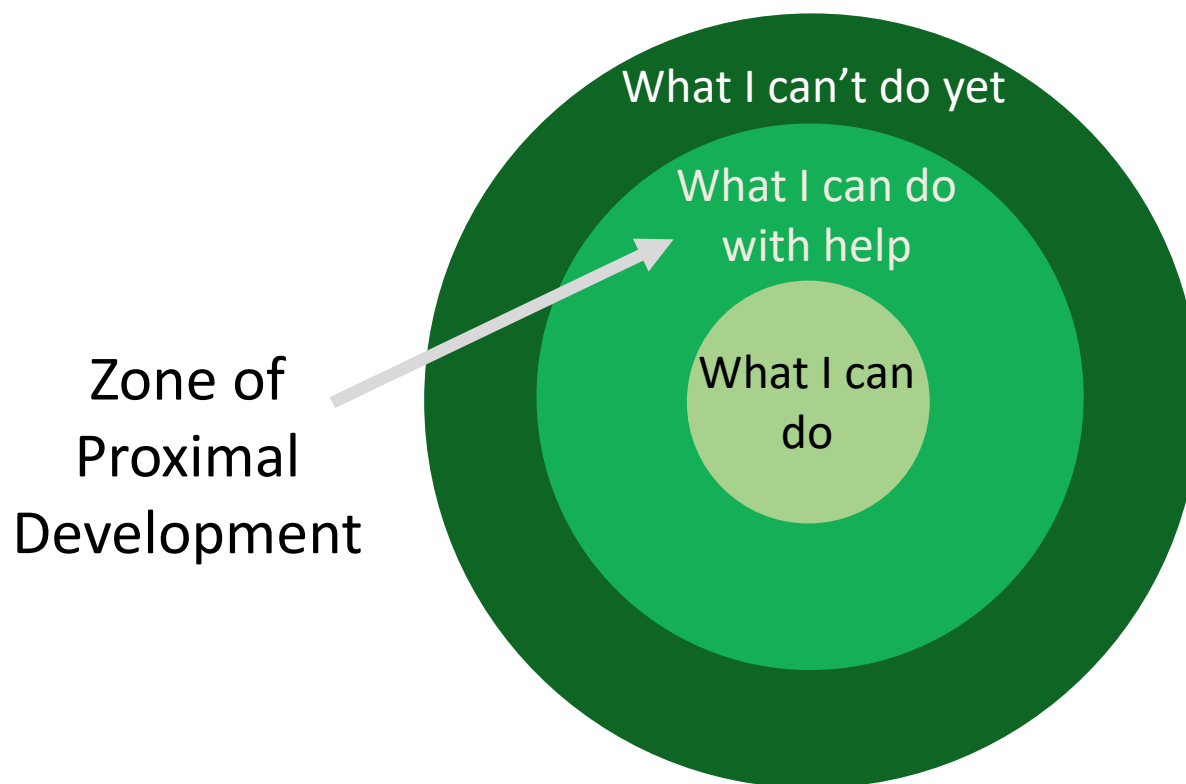 What I can't do yet
What I can do
with help
What I can
do
Zone of
Proximal
Development